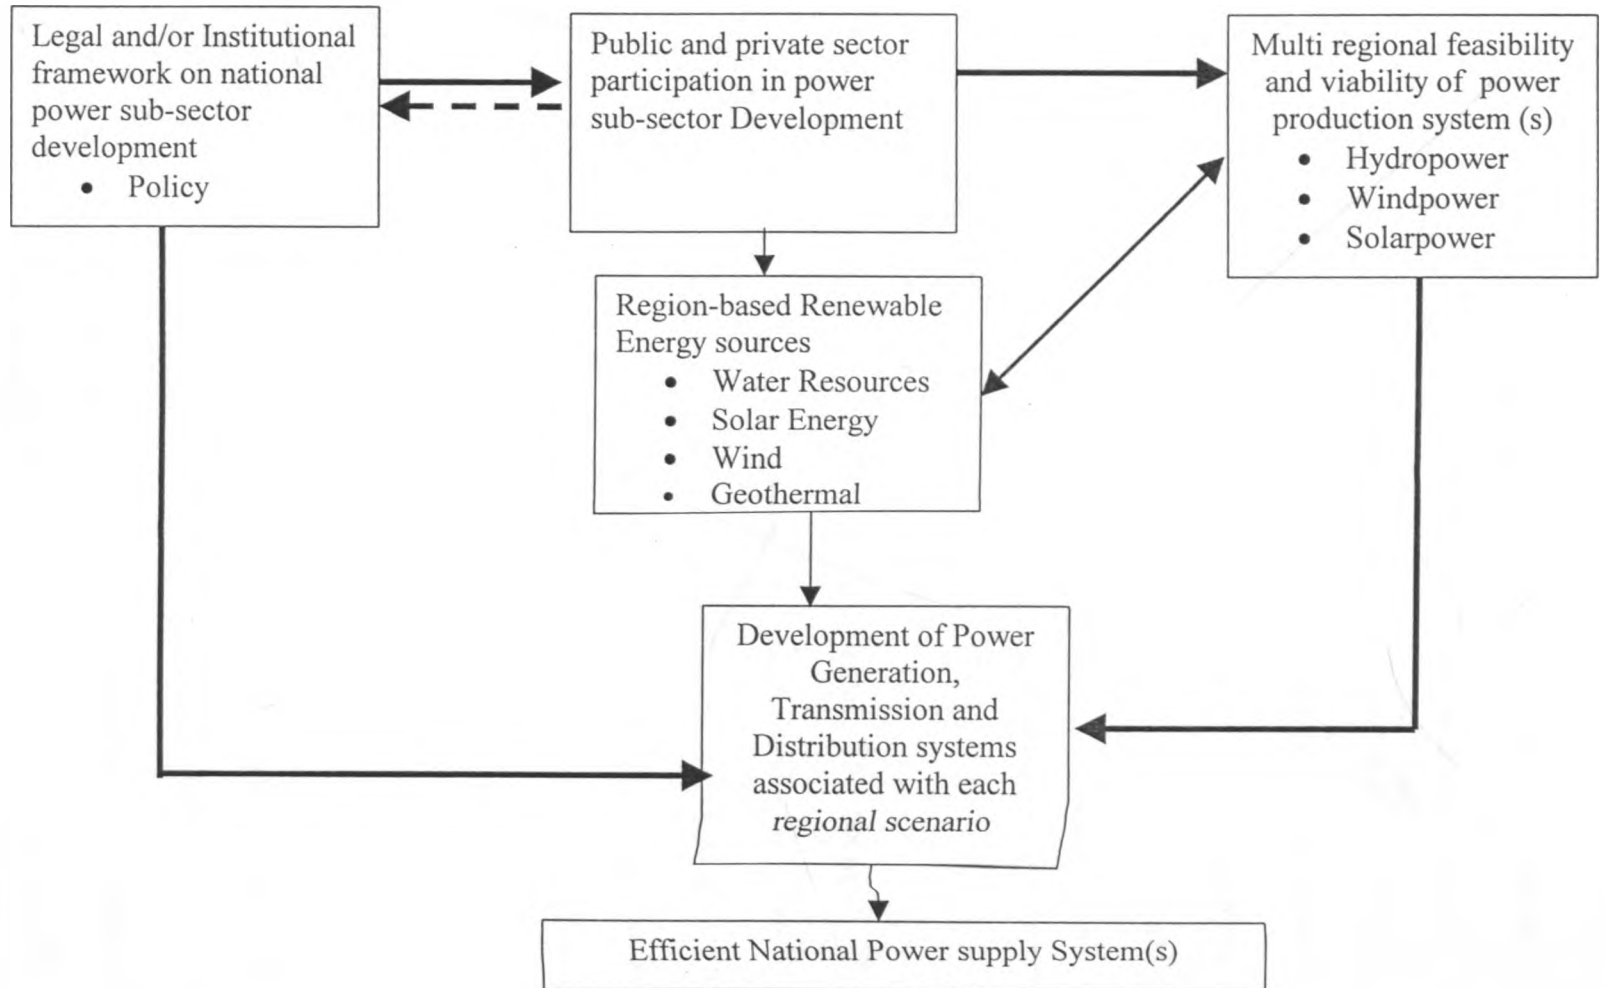 Legal and/or Institutional
framework on national
power sub-sector
development
• Policy
Public and private sector
participation in power
sub-sector Development
Multi regional feasibility
and viability of power
production system (s)
• Hydropower
• Windpower
• Solarpower
Region-based Renewable
Energy sources
• Water Resources
• Solar Energy
• Wind
• Geothermal
Development of Power
Generation,
Transmission and
Distribution systems
associated with each
regional scenario
Efficient National Power supply System(s)